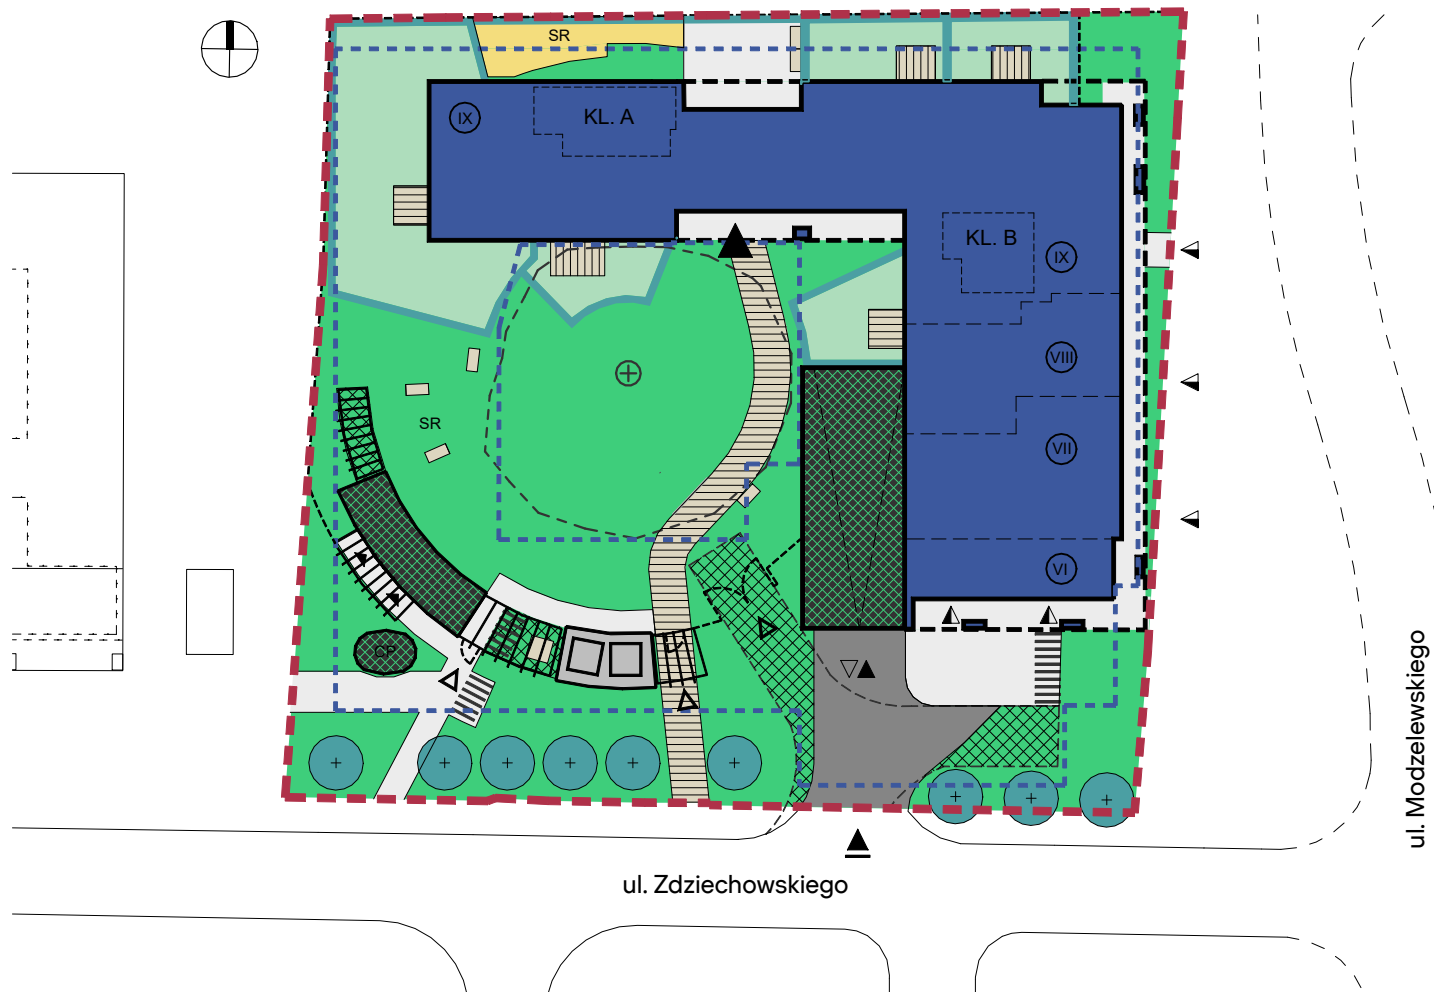 SR
IX
KL. A
KL. B
IX
VIII
SR
VII
VI
CP
ul. Zdziechowskiego
ul. Modzelewskiego